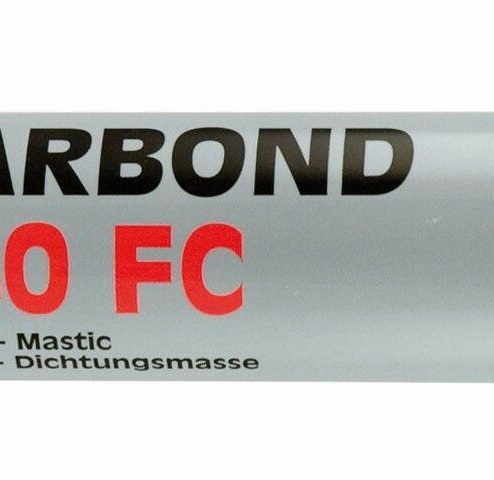 ARBOND
0 FC
- Mastic
- Dichtungsmasse